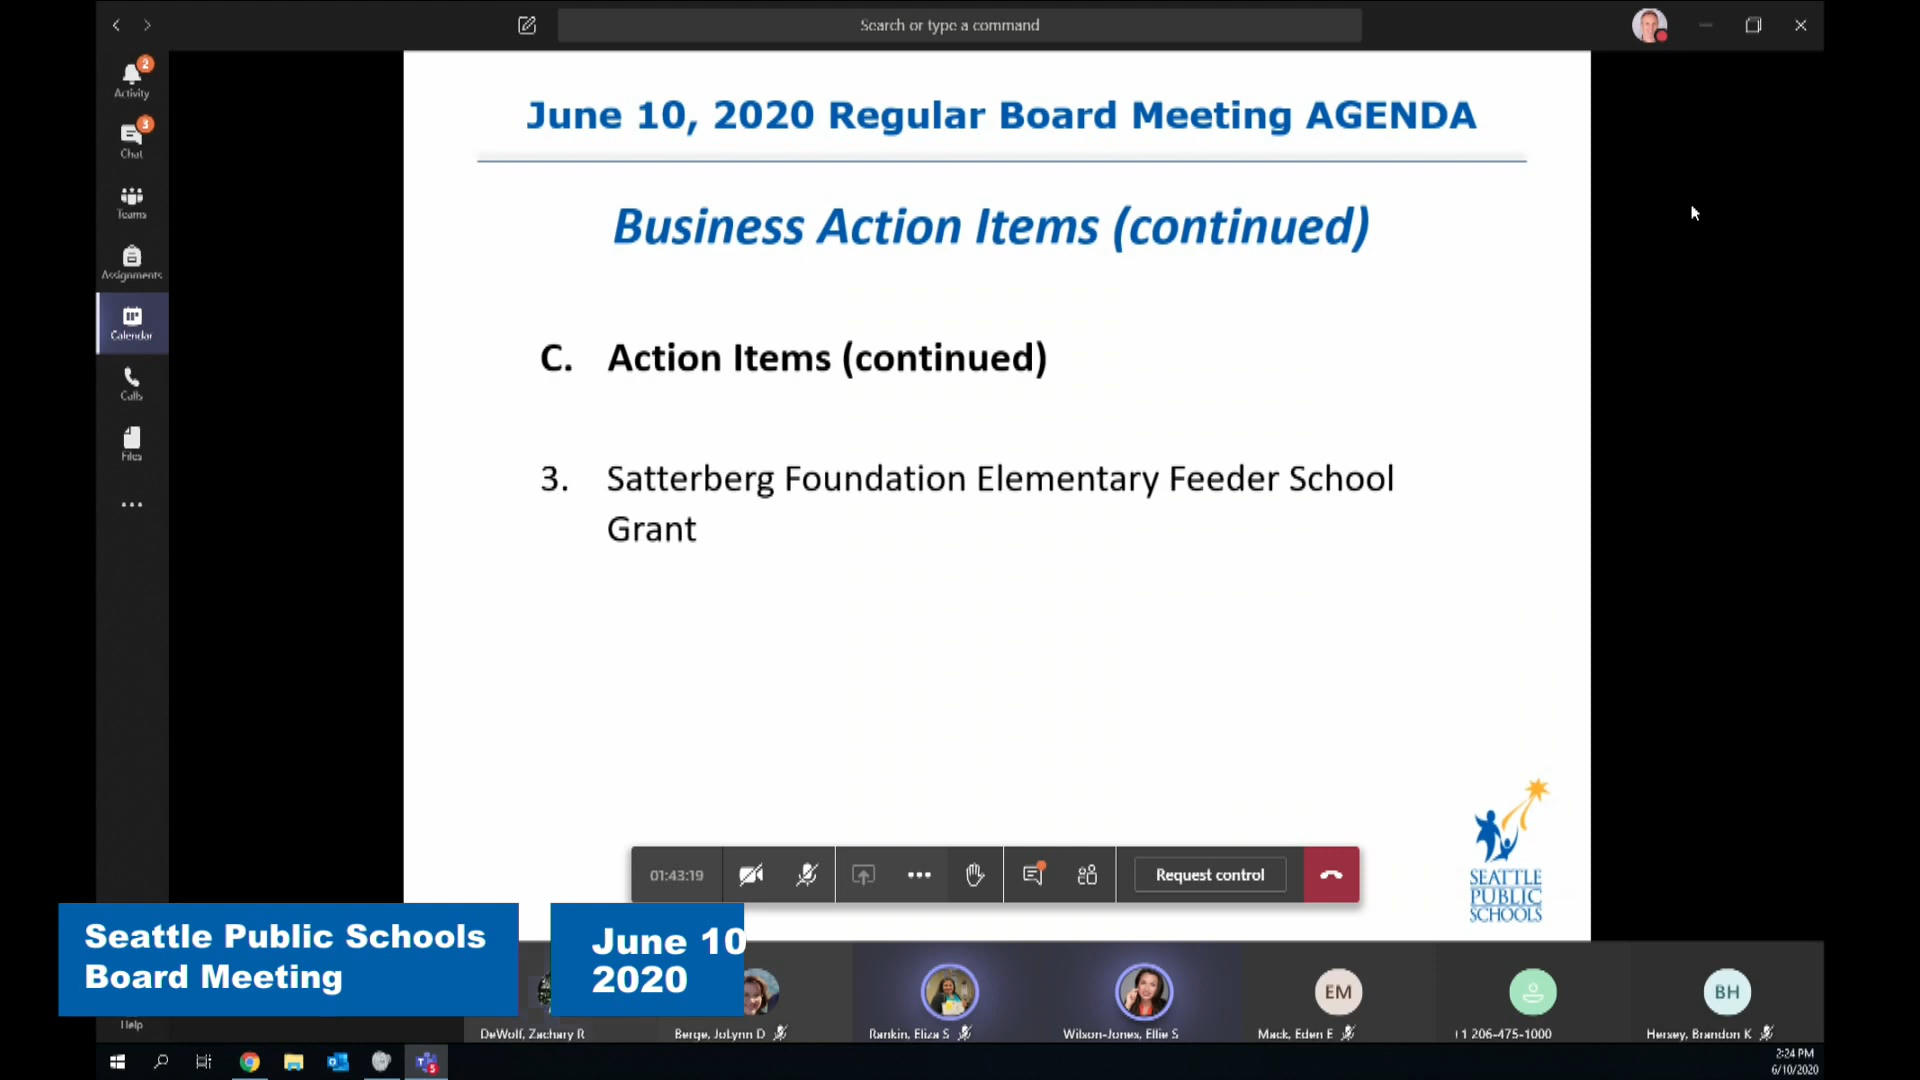 Search or type a command
2
Activity
3
Chat
Teams
Assignments
Calendar
Calls
Files
Help
June 10, 2020 Regular Board Meeting AGENDA
Business Action Items (continued)
C. Action Items (continued)
3. Satterberg Foundation Elementary Feeder School
Grant
SEATTLE
PUBLIC
SCHOOLS
01:43:19
Request control
Seattle Public Schools
Board Meeting
June 10
2020
EM
BH
DeWolf, Zachary R
Berge, JoLynn D
Rankin, Eliza S
Wilson-Jones, Ellie S
Mack, Eden E
+1 206-475-1000
Hersey, Brandon K
5
2:24 PM
6/10/2020